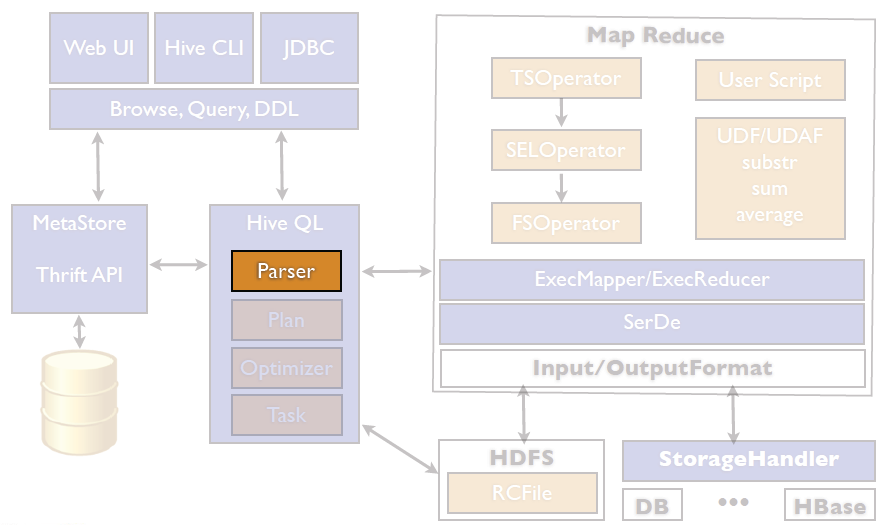 Web UI
Hive CLI
JDBC
Browse, Query, DDL
MetaStore
Thrift API
Hive QL
Parser
Plan
Optimizer
Task
Map Reduce
TSOperator
SELOperator
FSOperator
User Script
UDF/UDAF
substr
sum
average
ExecMapper/ExecReducer
SerDe
Input/OutputFormat
HDFS
RCFile
StorageHandler
DB
•••
HBase